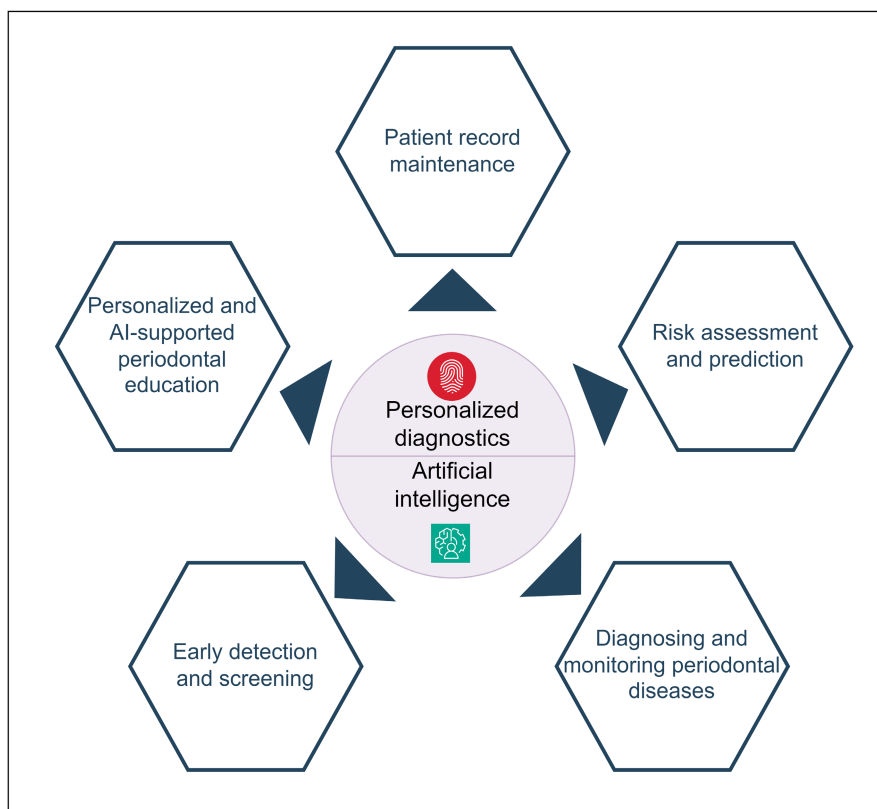 Patient record
maintenance
Personalized and
AI-supported
periodontal
education
Risk assessment
and prediction
Personalized
diagnostics
Artificial
intelligence
Early detection
and screening
Diagnosing and
monitoring periodontal
diseases